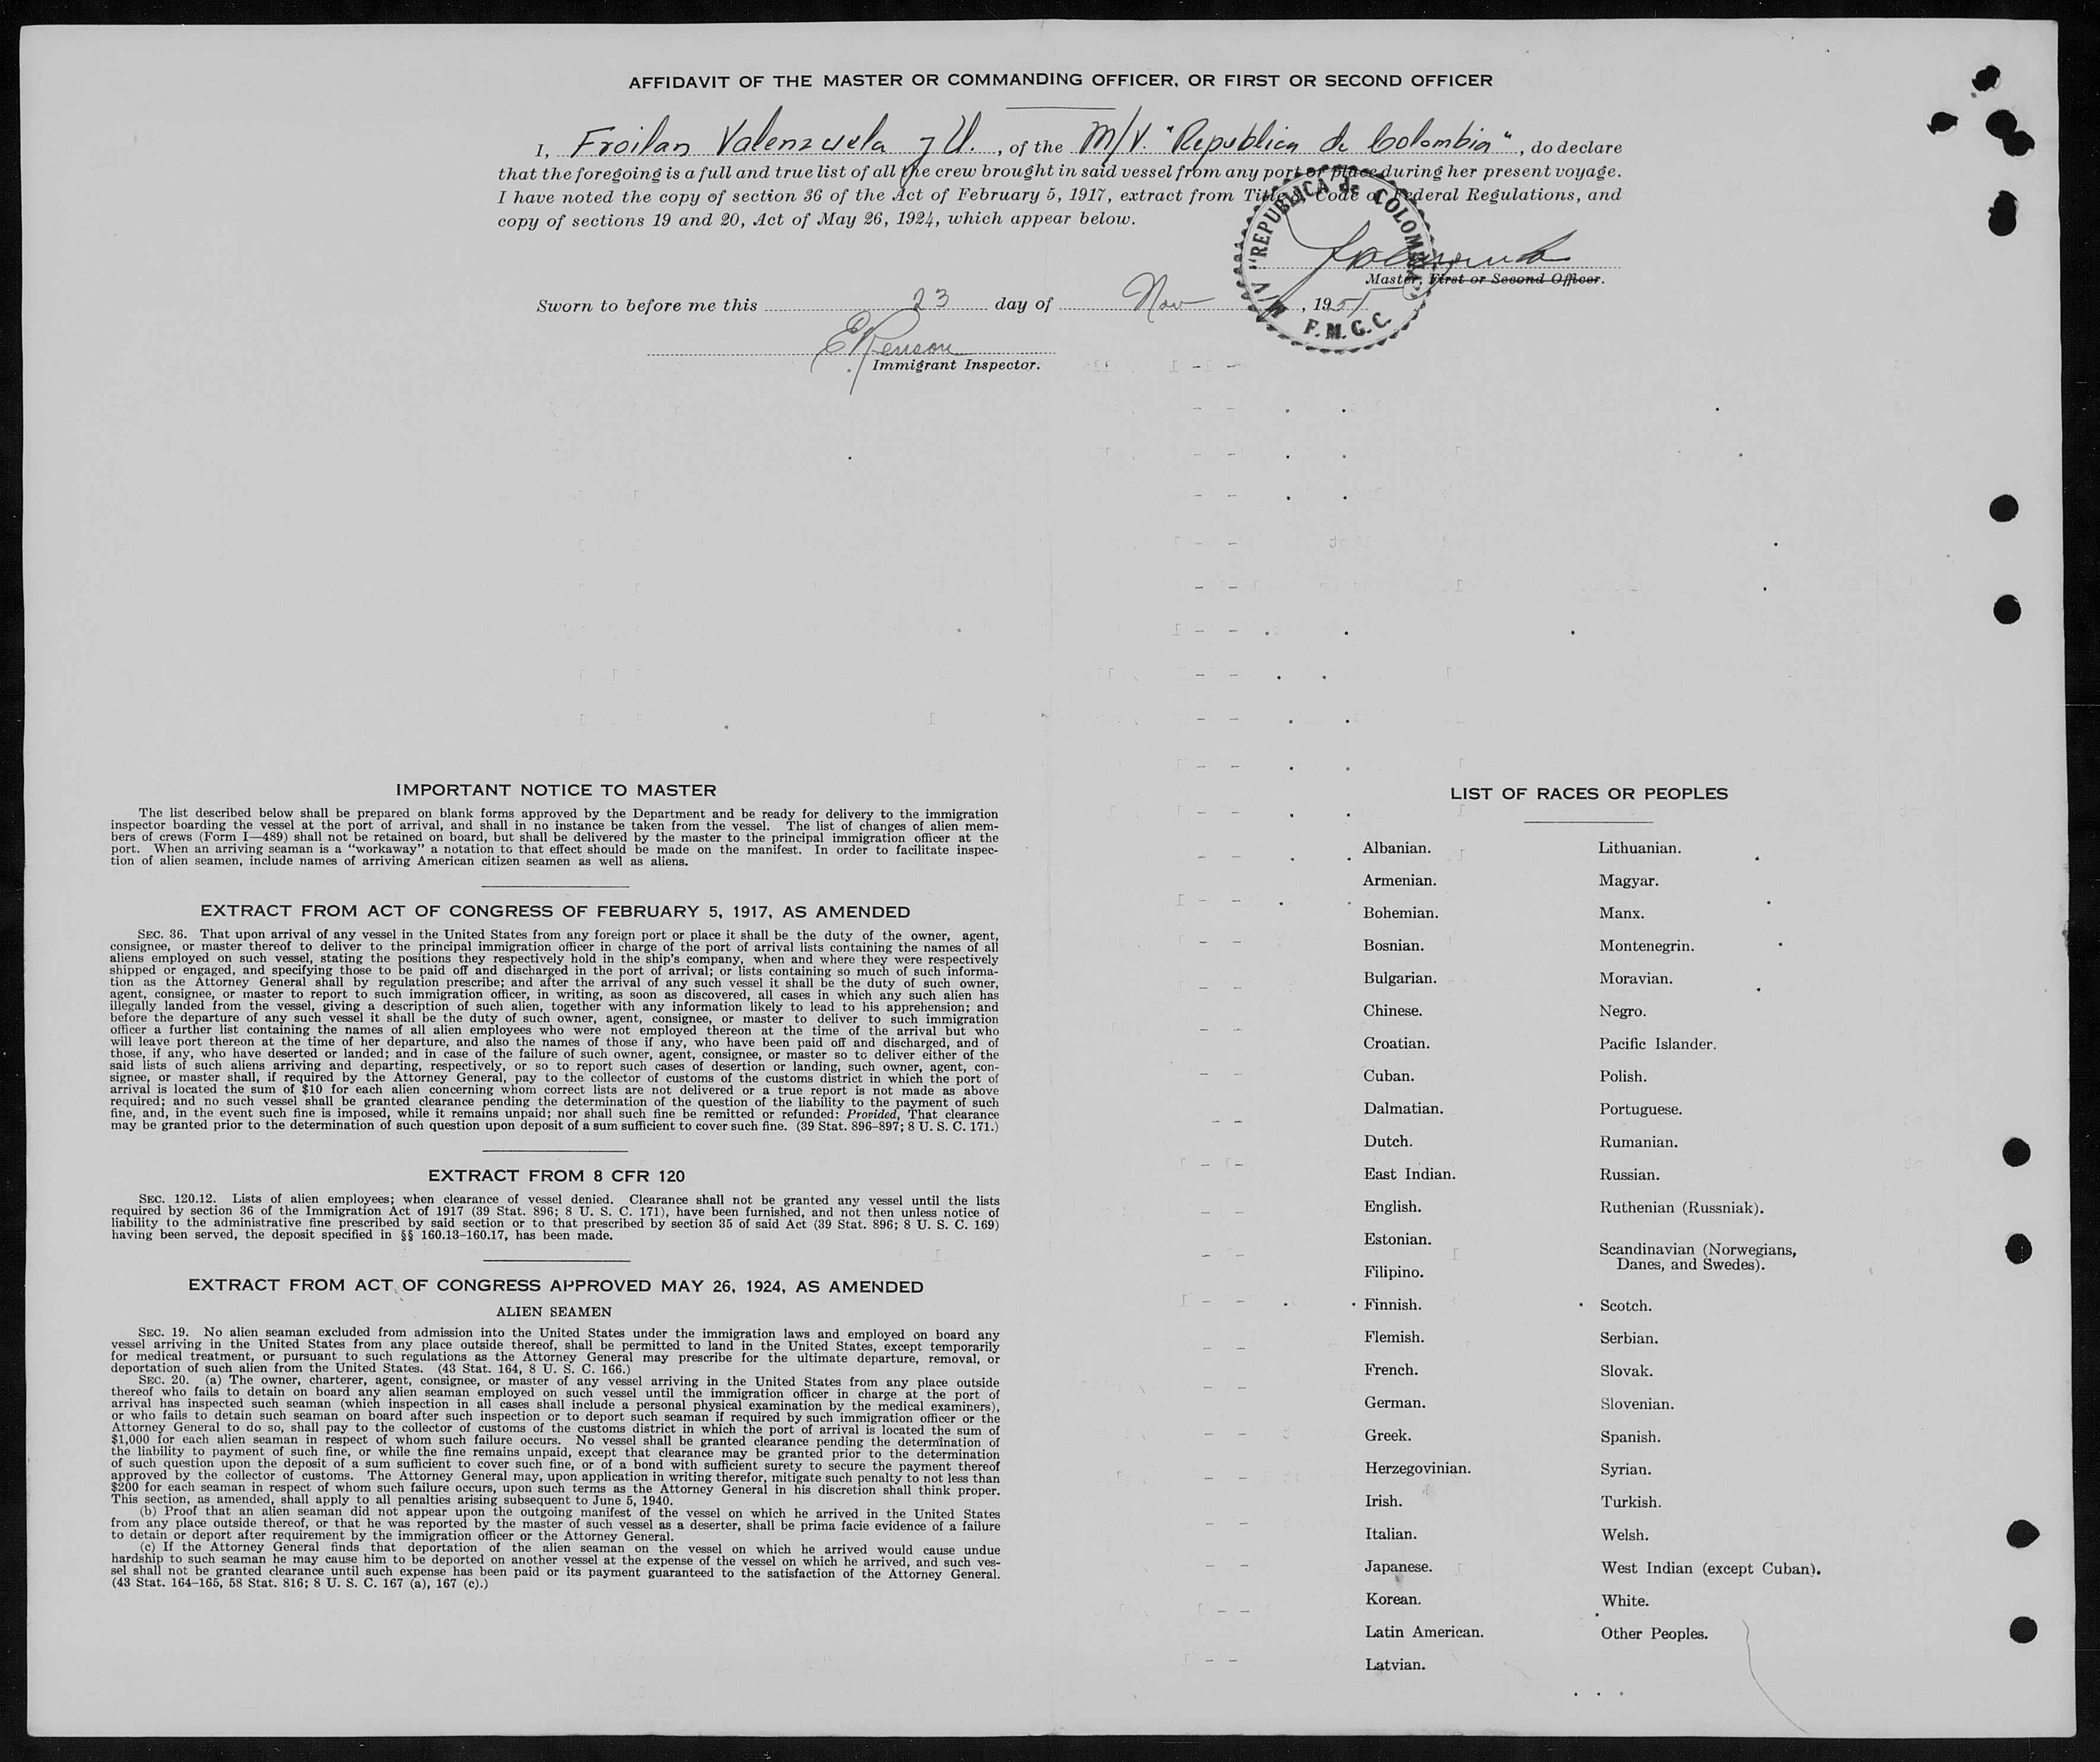 AFFIDAVIT OF THE MASTER OR COMMANDING OFFICER, OR FIRST OR SECOND OFFICER
I, Froilan Valenzuela y U., of the M/V. "Republica de Colombia", do declare
that the foregoing is a full and true list of all the crew brought in said vessel from any port or place during her present voyage.
I have noted the copy of section 36 of the Act of February 5, 1917, extract from Title 8, Code of Federal Regulations, and
copy of sections 19 and 20, Act of May 26, 1924, which appear below.
M/V "REPUBLICA de COLOMBIA"
F.M.G.C.
Master, First or Second Officer.
Sworn to before me this 23 day of Nov, 1951
Immigrant Inspector.
IMPORTANT NOTICE TO MASTER
The list described below shall be prepared on blank forms approved by the Department and be ready for delivery to the immigration
inspector boarding the vessel at the port of arrival, and shall in no instance be taken from the vessel. The list of changes of alien mem-
bers of crews (Form I—489) shall not be retained on board, but shall be delivered by the master to the principal immigration officer at the
port. When an arriving seaman is a "workaway" a notation to that effect should be made on the manifest. In order to facilitate inspec-
tion of alien seamen, include names of arriving American citizen seamen as well as aliens.
EXTRACT FROM ACT OF CONGRESS OF FEBRUARY 5, 1917, AS AMENDED
SEC. 36. That upon arrival of any vessel in the United States from any foreign port or place it shall be the duty of the owner, agent,
consignee, or master thereof to deliver to the principal immigration officer in charge of the port of arrival lists containing the names of all
aliens employed on such vessel, stating the positions they respectively hold in the ship's company, when and where they were respectively
shipped or engaged, and specifying those to be paid off and discharged in the port of arrival; or lists containing so much of such informa-
tion as the Attorney General shall by regulation prescribe; and after the arrival of any such vessel it shall be the duty of such owner,
agent, consignee, or master to report to such immigration officer, in writing, as soon as discovered, all cases in which any such alien has
illegally landed from the vessel, giving a description of such alien, together with any information likely to lead to his apprehension; and
before the departure of any such vessel it shall be the duty of such owner, agent, consignee, or master to deliver to such immigration
officer a further list containing the names of all alien employees who were not employed thereon at the time of the arrival but who
will leave port thereon at the time of her departure, and also the names of those if any, who have been paid off and discharged, and of
those, if any, who have deserted or landed; and in case of the failure of such owner, agent, consignee, or master so to deliver either of the
said lists of such aliens arriving and departing, respectively, or so to report such cases of desertion or landing, such owner, agent, con-
signee, or master shall, if required by the Attorney General, pay to the collector of customs of the customs district in which the port of
arrival is located the sum of $10 for each alien concerning whom correct lists are not delivered or a true report is not made as above
required; and no such vessel shall be granted clearance pending the determination of the question of the liability to the payment of such
fine, and, in the event such fine is imposed, while it remains unpaid; nor shall such fine be remitted or refunded: Provided, That clearance
may be granted prior to the determination of such question upon deposit of a sum sufficient to cover such fine. (39 Stat. 896-897; 8 U. S. C. 171.)
EXTRACT FROM 8 CFR 120
SEC. 120.12. Lists of alien employees; when clearance of vessel denied. Clearance shall not be granted any vessel until the lists
required by section 36 of the Immigration Act of 1917 (39 Stat. 896; 8 U. S. C. 171), have been furnished, and not then unless notice of
liability to the administrative fine prescribed by said section or to that prescribed by section 35 of said Act (39 Stat. 896; 8 U. S. C. 169)
having been served, the deposit specified in §§ 160.13-160.17, has been made.
EXTRACT FROM ACT OF CONGRESS APPROVED MAY 26, 1924, AS AMENDED
ALIEN SEAMEN
SEC. 19. No alien seaman excluded from admission into the United States under the immigration laws and employed on board any
vessel arriving in the United States from any place outside thereof, shall be permitted to land in the United States, except temporarily
for medical treatment, or pursuant to such regulations as the Attorney General may prescribe for the ultimate departure, removal, or
deportation of such alien from the United States. (43 Stat. 164, 8 U. S. C. 166.)
SEC. 20. (a) The owner, charterer, agent, consignee, or master of any vessel arriving in the United States from any place outside
thereof who fails to detain on board any alien seaman employed on such vessel until the immigration officer in charge at the port of
arrival has inspected such seaman (which inspection in all cases shall include a personal physical examination by the medical examiners),
or who fails to detain such seaman on board after such inspection or to deport such seaman if required by such immigration officer or the
Attorney General to do so, shall pay to the collector of customs of the customs district in which the port of arrival is located the sum of
$1,000 for each alien seaman in respect of whom such failure occurs. No vessel shall be granted clearance pending the determination of
the liability to payment of such fine, or while the fine remains unpaid, except that clearance may be granted prior to the determination
of such question upon the deposit of a sum sufficient to cover such fine, or of a bond with sufficient surety to secure the payment thereof
approved by the collector of customs. The Attorney General may, upon application in writing therefor, mitigate such penalty to not less than
$200 for each seaman in respect of whom such failure occurs, upon such terms as the Attorney General in his discretion shall think proper.
This section, as amended, shall apply to all penalties arising subsequent to June 5, 1940.
(b) Proof that an alien seaman did not appear upon the outgoing manifest of the vessel on which he arrived in the United States
from any place outside thereof, or that he was reported by the master of such vessel as a deserter, shall be prima facie evidence of a failure
to detain or deport after requirement by the immigration officer or the Attorney General.
(c) If the Attorney General finds that deportation of the alien seaman on the vessel on which he arrived would cause undue
hardship to such seaman he may cause him to be deported on another vessel at the expense of the vessel on which he arrived, and such ves-
sel shall not be granted clearance until such expense has been paid or its payment guaranteed to the satisfaction of the Attorney General.
(43 Stat. 164-165, 58 Stat. 816; 8 U. S. C. 167 (a), 167 (c).)
LIST OF RACES OR PEOPLES
Albanian.
Armenian.
Bohemian.
Bosnian.
Bulgarian.
Chinese.
Croatian.
Cuban.
Dalmatian.
Dutch.
East Indian.
English.
Estonian.
Filipino.
Finnish.
Flemish.
French.
German.
Greek.
Herzegovinian.
Irish.
Italian.
Japanese.
Korean.
Latin American.
Latvian.
Lithuanian.
Magyar.
Manx.
Montenegrin.
Moravian.
Negro.
Pacific Islander.
Polish.
Portuguese.
Rumanian.
Russian.
Ruthenian (Russniak).
Scandinavian (Norwegians,
Danes, and Swedes).
Scotch.
Serbian.
Slovak.
Slovenian.
Spanish.
Syrian.
Turkish.
Welsh.
West Indian (except Cuban).
White.
Other Peoples.